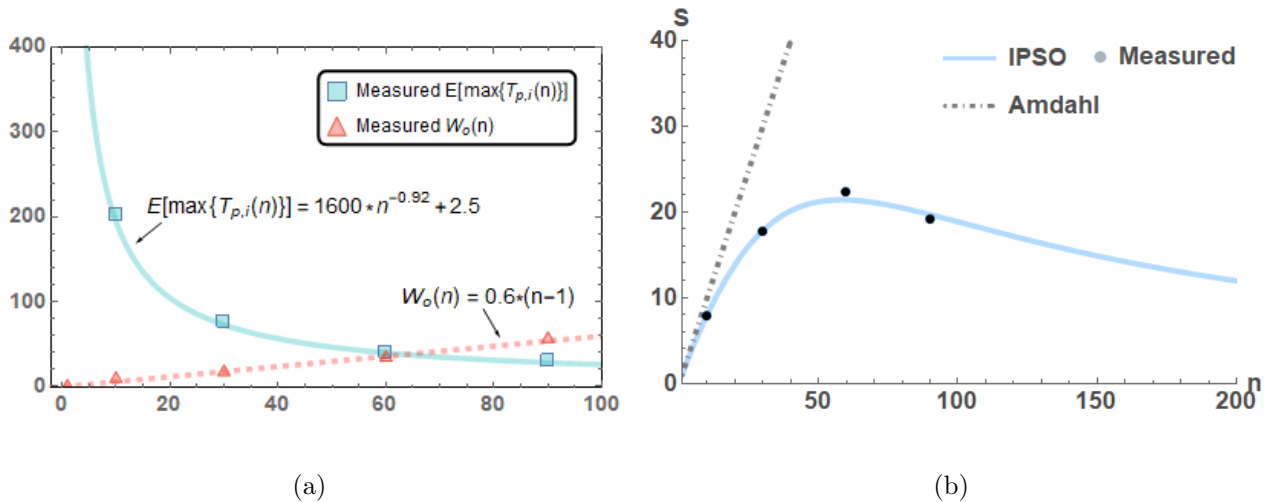 400
300
200
100
0
0
20
40
60
80
100
Measured E[max{T_{p,i}(n)}]
Measured W_o(n)
E[max{T_{p,i}(n)}] = 1600*n^{-0.92}+2.5
W_o(n) = 0.6*(n−1)
(a)
S
40
30
20
10
0
50
100
150
200
n
IPSO
Measured
Amdahl
(b)